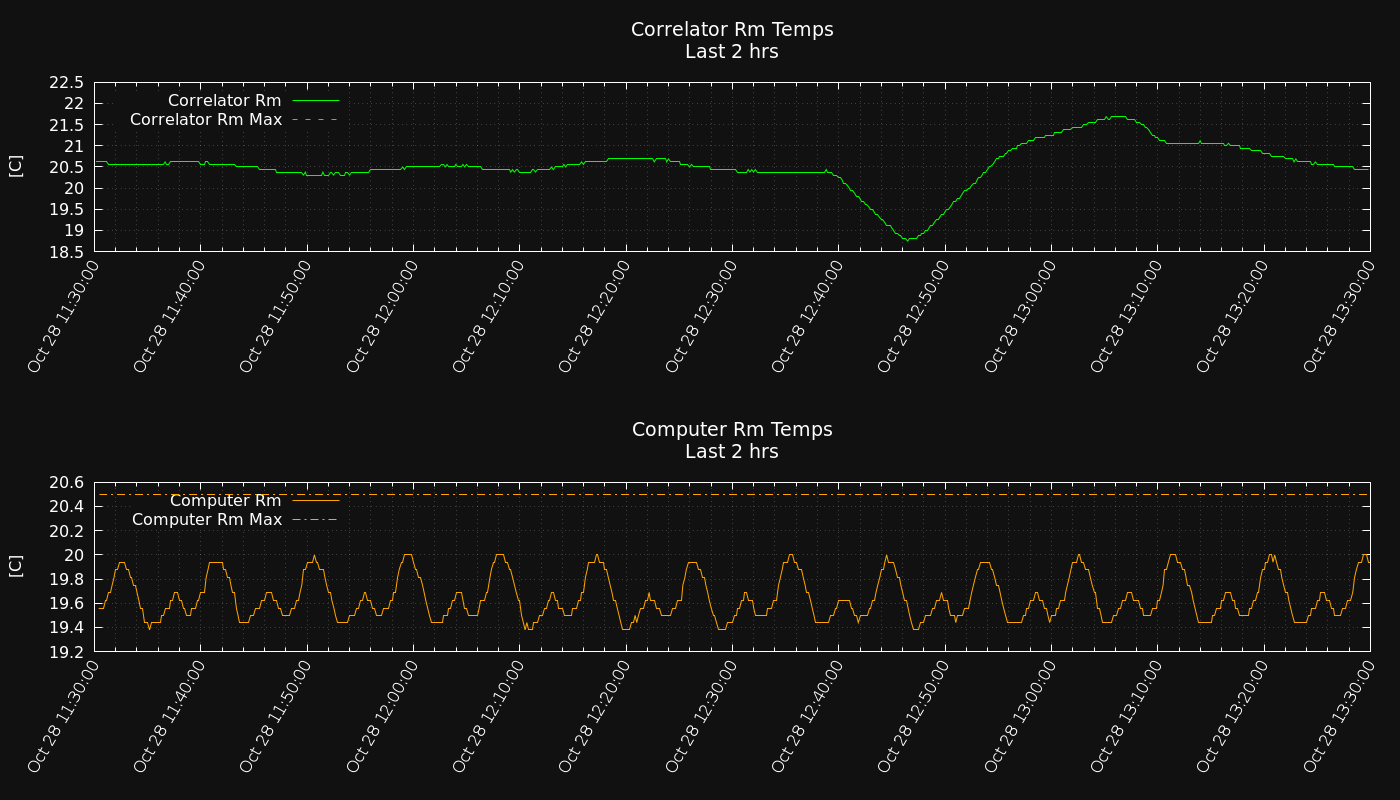 Correlator Rm Temps
Last 2 hrs
22.5
22
21.5
21
20.5
20
19.5
19
18.5
[C]
Correlator Rm
Correlator Rm Max
Oct 28 11:30:00
Oct 28 11:40:00
Oct 28 11:50:00
Oct 28 12:00:00
Oct 28 12:10:00
Oct 28 12:20:00
Oct 28 12:30:00
Oct 28 12:40:00
Oct 28 12:50:00
Oct 28 13:00:00
Oct 28 13:10:00
Oct 28 13:20:00
Oct 28 13:30:00
Computer Rm Temps
Last 2 hrs
20.6
20.4
20.2
20
19.8
19.6
19.4
19.2
[C]
Computer Rm
Computer Rm Max
Oct 28 11:30:00
Oct 28 11:40:00
Oct 28 11:50:00
Oct 28 12:00:00
Oct 28 12:10:00
Oct 28 12:20:00
Oct 28 12:30:00
Oct 28 12:40:00
Oct 28 12:50:00
Oct 28 13:00:00
Oct 28 13:10:00
Oct 28 13:20:00
Oct 28 13:30:00